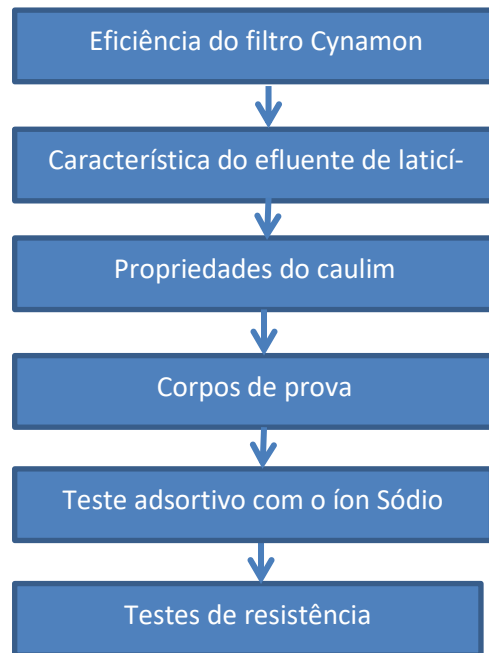 Eficiência do filtro Cynamon
Característica do efluente de laticí-
Propriedades do caulim
Corpos de prova
Teste adsortivo com o íon Sódio
Testes de resistência